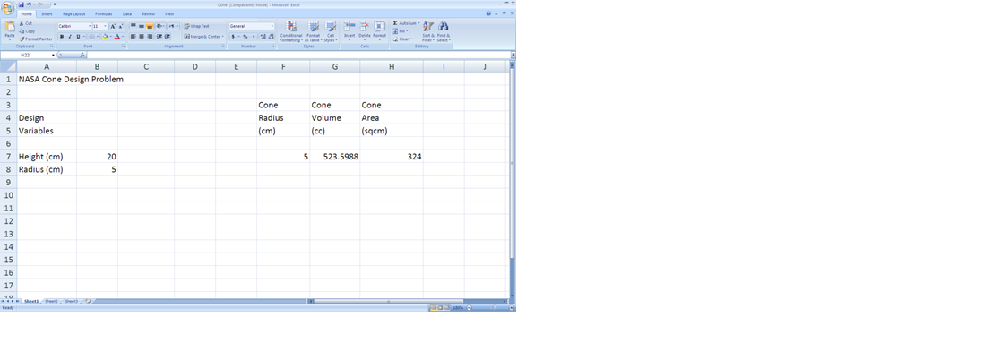 Cone [Compatibility Mode] - Microsoft Excel
Home Insert Page Layout Formulas Data Review View
Cut
Copy
Format Painter
Paste
Clipboard
Calibri 11
Font
Wrap Text
Merge & Center
Alignment
General
Number
Conditional Formatting
Format as Table
Cell Styles
Styles
Insert Delete Format
Cells
AutoSum
Fill
Clear
Sort & Filter
Find & Select
Editing
N22 fx
A B C D E F G H I J
1 NASA Cone Design Problem
2
3 Cone Cone Cone
4 Design Radius Volume Area
5 Variables (cm) (cc) (sqcm)
6
7 Height (cm) 20 5 523.5988 324
8 Radius (cm) 5
9
10
11
12
13
14
15
16
17
18
Sheet1 Sheet2 Sheet3
Ready 100%